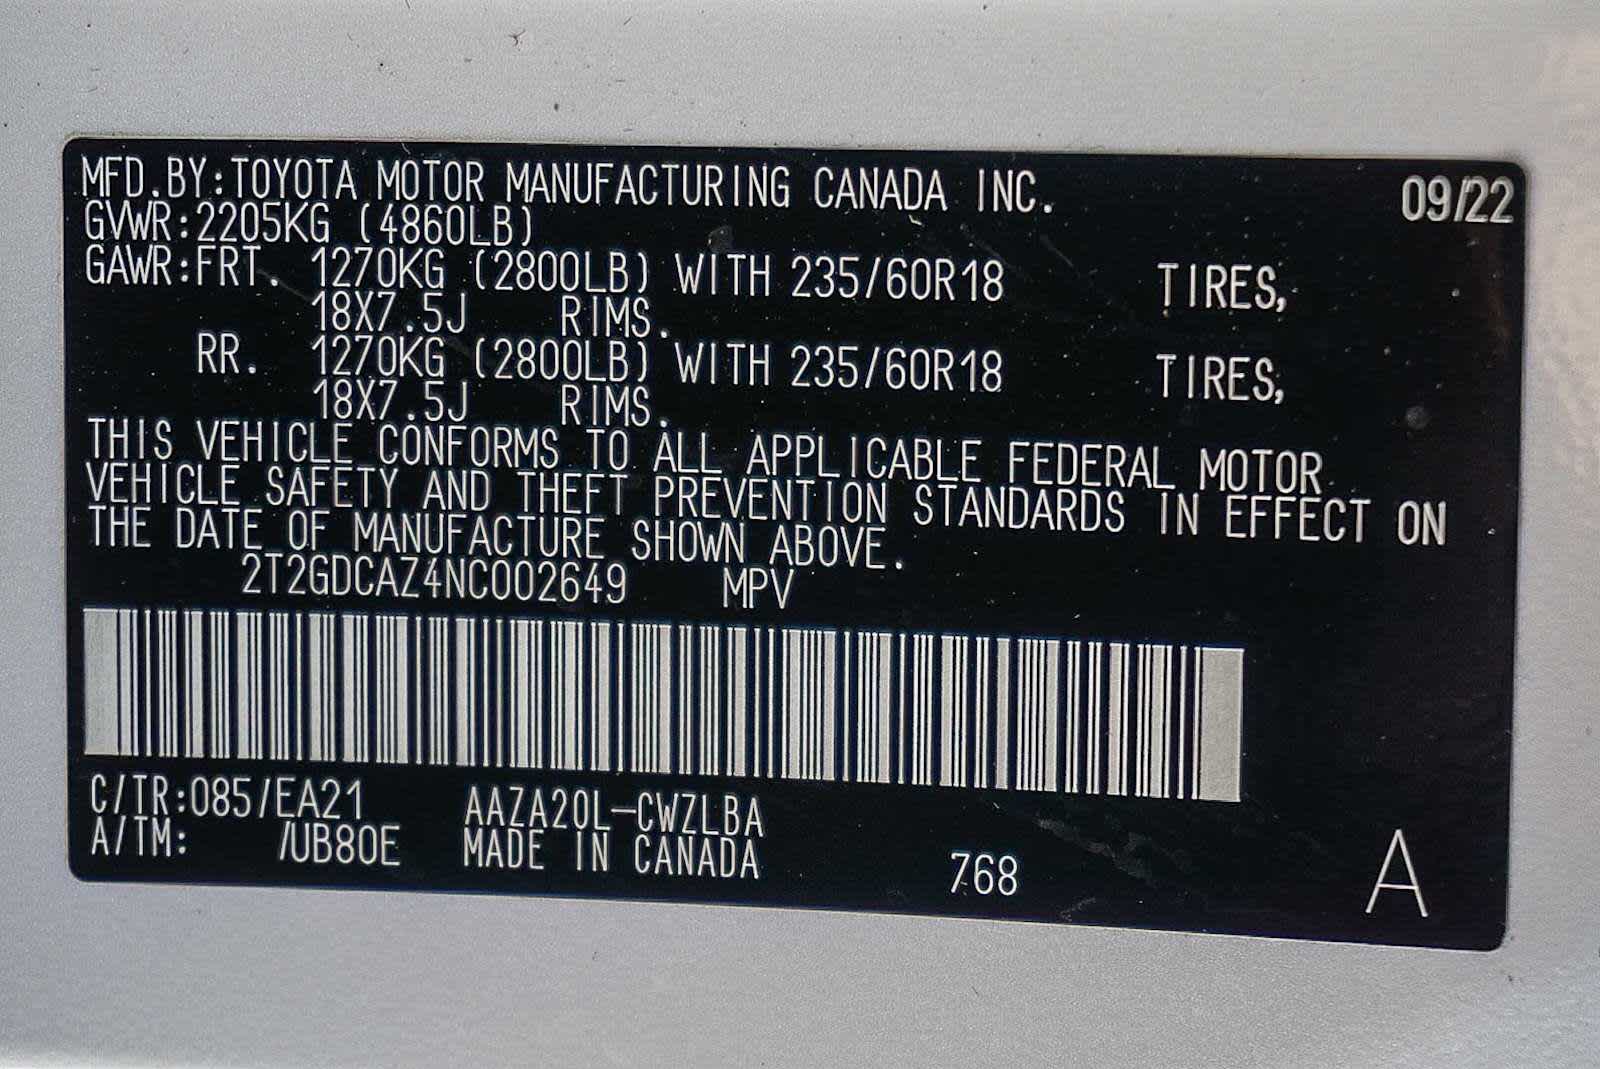 MFD.BY:TOYOTA MOTOR MANUFACTURING CANADA INC. 09/22
GVWR:2205KG (4860LB)
GAWR:FRT. 1270KG (2800LB) WITH 235/60R18 TIRES,
18X7.5J RIMS.
RR. 1270KG (2800LB) WITH 235/60R18 TIRES,
18X7.5J RIMS.
THIS VEHICLE CONFORMS TO ALL APPLICABLE FEDERAL MOTOR
VEHICLE SAFETY AND THEFT PREVENTION STANDARDS IN EFFECT ON
THE DATE OF MANUFACTURE SHOWN ABOVE.
2T2GDCAZ4NC002649 MPV
C/TR:085/EA21 AAZA20L-CWZLBA
A/TM: /UB80E MADE IN CANADA 768 A